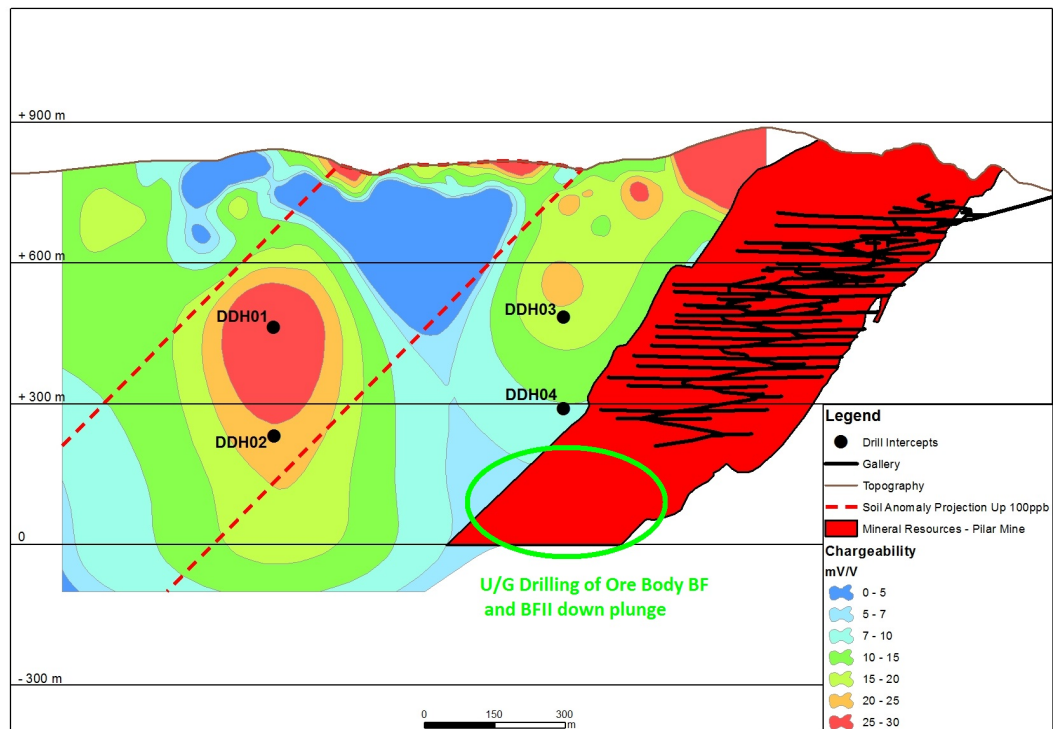 + 900 m
+ 600 m
DDH01
DDH03
+ 300 m
DDH04
DDH02
0
U/G Drilling of Ore Body BF
and BFII down plunge
- 300 m
0 150 300
m
Legend
Drill Intercepts
Gallery
Topography
Soil Anomaly Projection Up 100ppb
Mineral Resources - Pilar Mine
Chargeability
mV/V
0 - 5
5 - 7
7 - 10
10 - 15
15 - 20
20 - 25
25 - 30